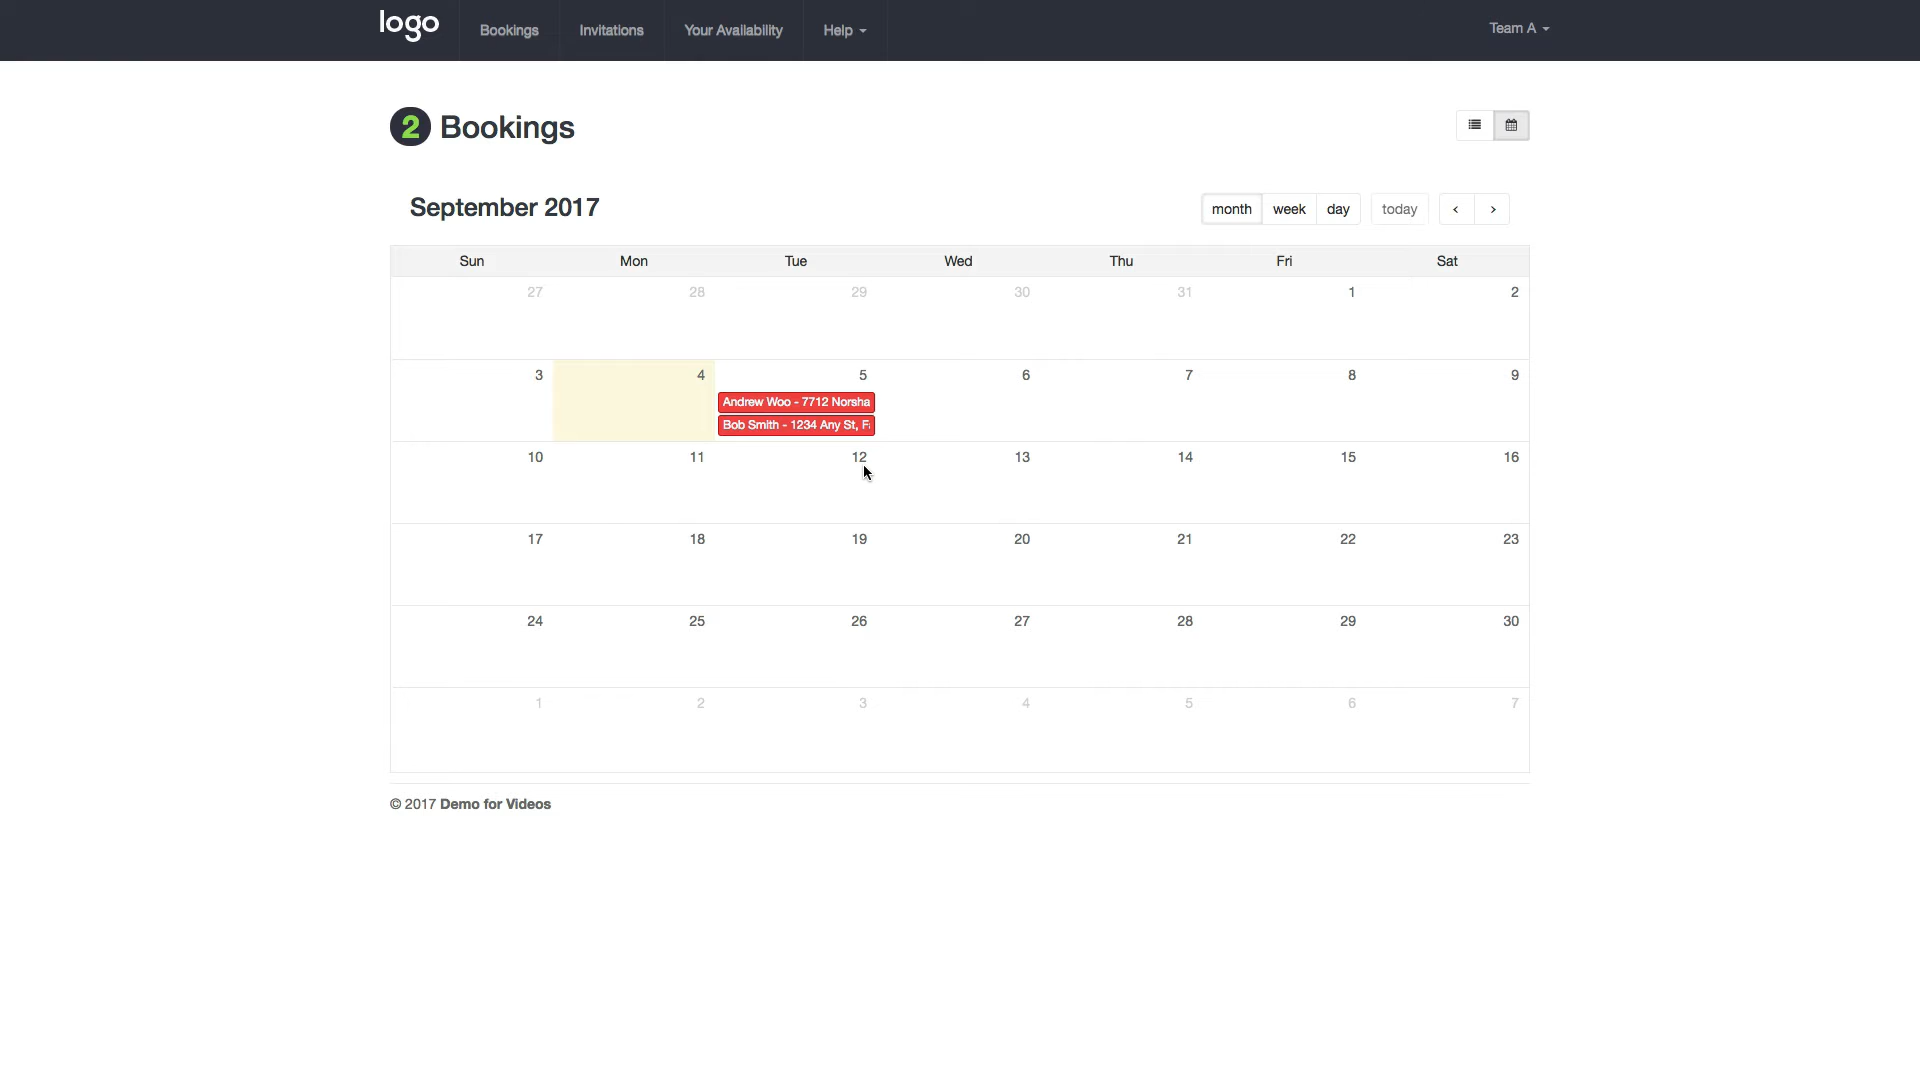 logo Bookings Invitations Your Availability Help Team A
2 Bookings
September 2017 month week day today ‹ ›
Sun Mon Tue Wed Thu Fri Sat
27 28 29 30 31 1 2
3 4 5 6 7 8 9
Andrew Woo - 7712 Norsha
Bob Smith - 1234 Any St,
10 11 12 13 14 15 16
17 18 19 20 21 22 23
24 25 26 27 28 29 30
1 2 3 4 5 6 7
© 2017 Demo for Videos